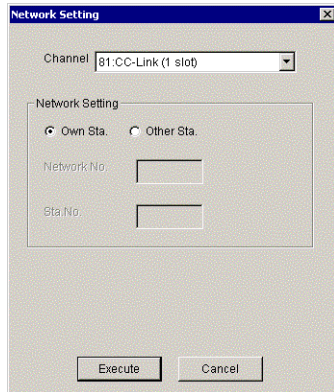 Network Setting
Channel 81:CC-Link (1 slot)
Network Setting
Own Sta. Other Sta.
Network No.
Sta.No.
Execute Cancel